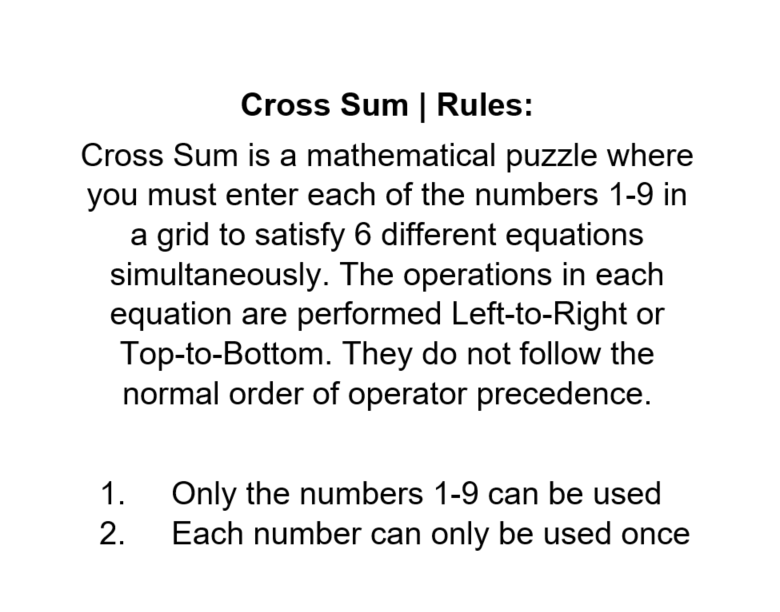 Cross Sum | Rules:
Cross Sum is a mathematical puzzle where
you must enter each of the numbers 1-9 in
a grid to satisfy 6 different equations
simultaneously. The operations in each
equation are performed Left-to-Right or
Top-to-Bottom. They do not follow the
normal order of operator precedence.
1. Only the numbers 1-9 can be used
2. Each number can only be used once